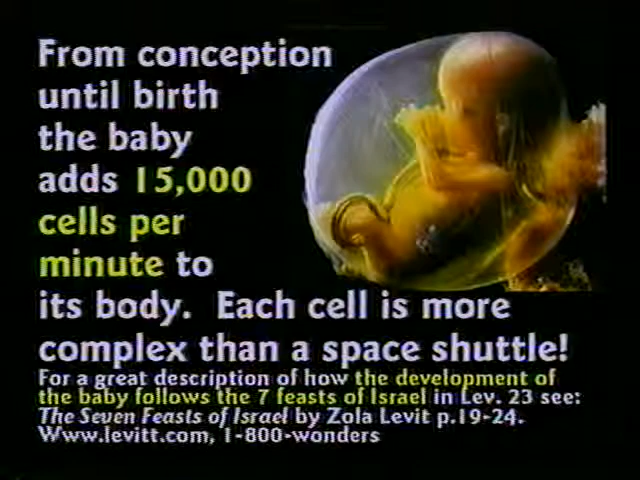 From conception
until birth
the baby
adds 15,000
cells per
minute to
its body. Each cell is more
complex than a space shuttle!
For a great description of how the development of
the baby follows the 7 feasts of Israel in Lev. 23 see:
The Seven Feasts of Israel by Zola Levit p.19-24.
Www.levitt.com, 1-800-wonders